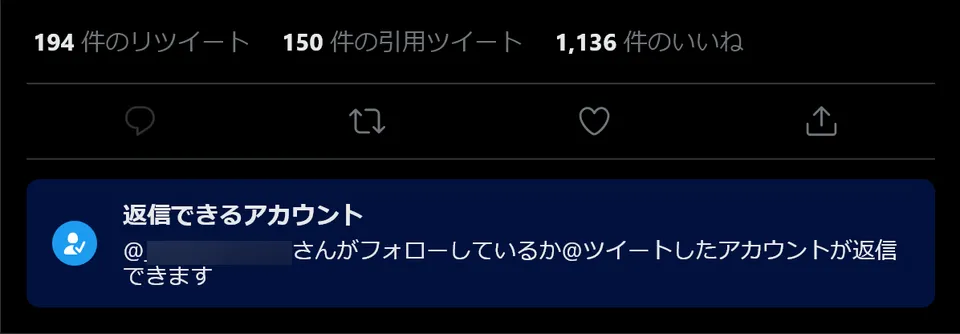 194 件のリツイート 150 件の引用ツイート 1,136 件のいいね
返信できるアカウント
@_ さんがフォローしているか@ツイートしたアカウントが返信
できます